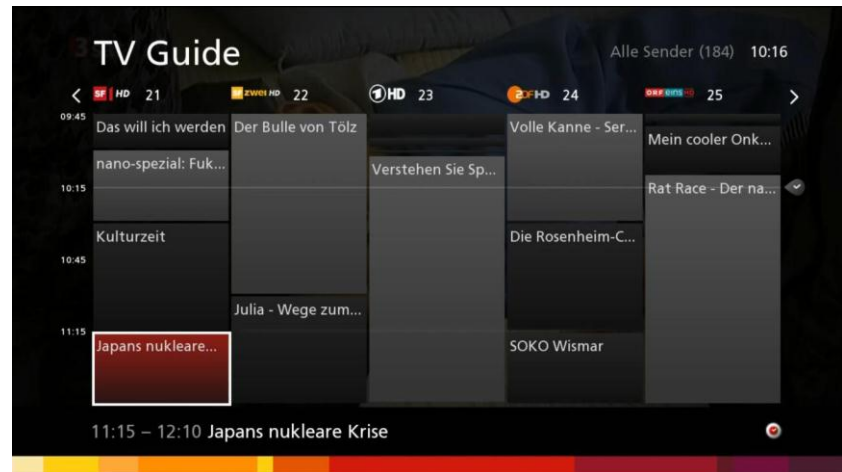 TV Guide
Alle Sender (184) 10:16
SF HD 21
zwei HD 22
HD 23
ZDF HD 24
ORF eins HD 25
09:45
Das will ich werden
Der Bulle von Tölz
Volle Kanne - Ser...
Mein cooler Onk...
nano-spezial: Fuk...
Verstehen Sie Sp...
10:15
Rat Race - Der na...
Kulturzeit
Die Rosenheim-C...
10:45
Julia - Wege zum...
11:15
Japans nukleare...
SOKO Wismar
11:15 – 12:10 Japans nukleare Krise